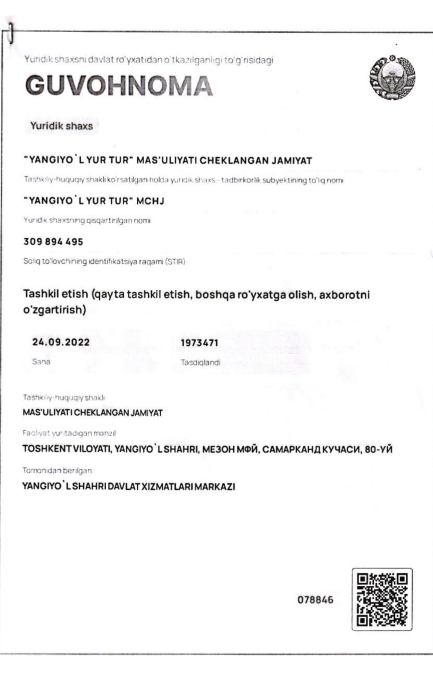 Yuridik shaxsni davlat ro'yxatidan o'tkazilganligi to'g'risidagi
GUVOHNOMA
Yuridik shaxs
"YANGIYO`L YUR TUR" MAS'ULIYATI CHEKLANGAN JAMIYAT
Tashkiliy-huquqiy shakli ko'rsatilgan holda yuridik shaxs - tadbirkorlik subyektining to'liq nomi
"YANGIYO`L YUR TUR" MCHJ
Yuridik shaxsning qisqartirilgan nomi
309 894 495
Soliq to'lovchining identifikatsiya raqami (STIR)
Tashkil etish (qayta tashkil etish, boshqa ro'yxatga olish, axborotni
o'zgartirish)
24.09.2022 1973471
Sana Tasdiqlandi
Tashkiliy-huquqiy shakli
MAS'ULIYATI CHEKLANGAN JAMIYAT
Faoliyat yuritadigan manzil
TOSHKENT VILOYATI, YANGIYO`L SHAHRI, МЕЗОН МФЙ, САМАРКАНД КУЧАСИ, 80-УЙ
Tomonidan berilgan
YANGIYO`L SHAHRI DAVLAT XIZMATLARI MARKAZI
078846